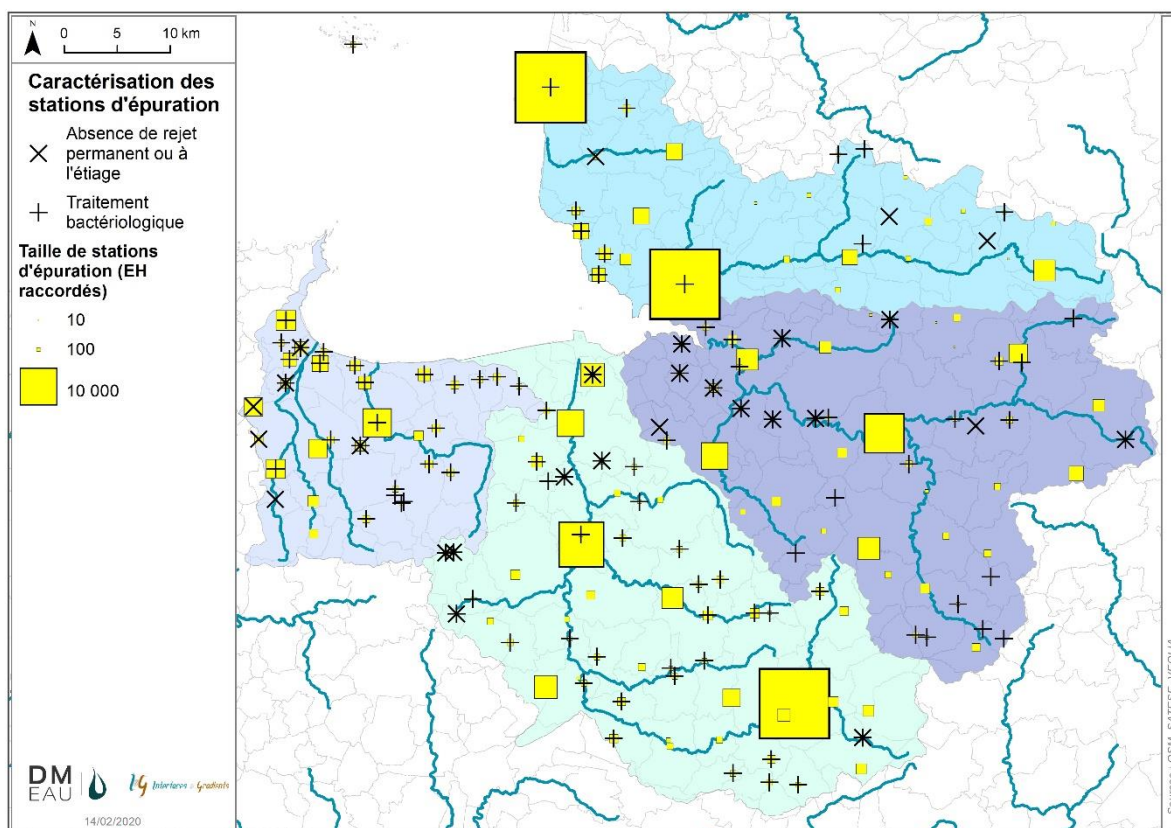 N
0 5 10 km
Caractérisation des
stations d'épuration
Absence de rejet
permanent ou à
l'étiage
Traitement
bactériologique
Taille de stations
d'épuration (EH
raccordés)
10
100
10 000
DM
EAU
Interfaces & Gradients
14/02/2020